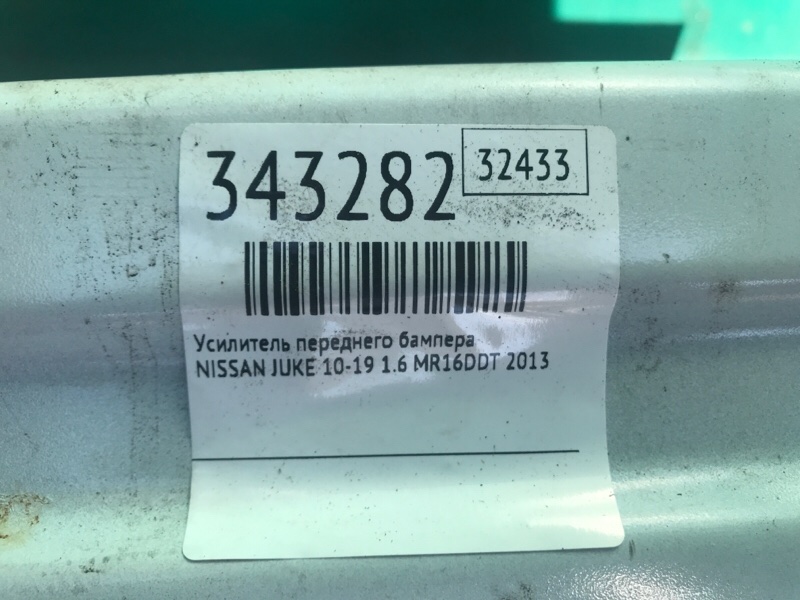 343282 32433
Усилитель переднего бампера
NISSAN JUKE 10-19 1.6 MR16DDT 2013